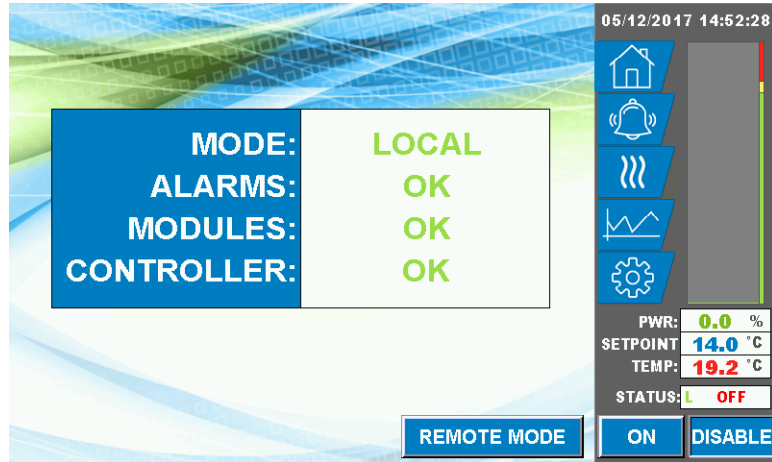 05/12/2017 14:52:28
MODE: LOCAL
ALARMS: OK
MODULES: OK
CONTROLLER: OK
PWR: 0.0 %
SETPOINT 14.0 °C
TEMP: 19.2 °C
STATUS: L OFF
REMOTE MODE
ON
DISABLE